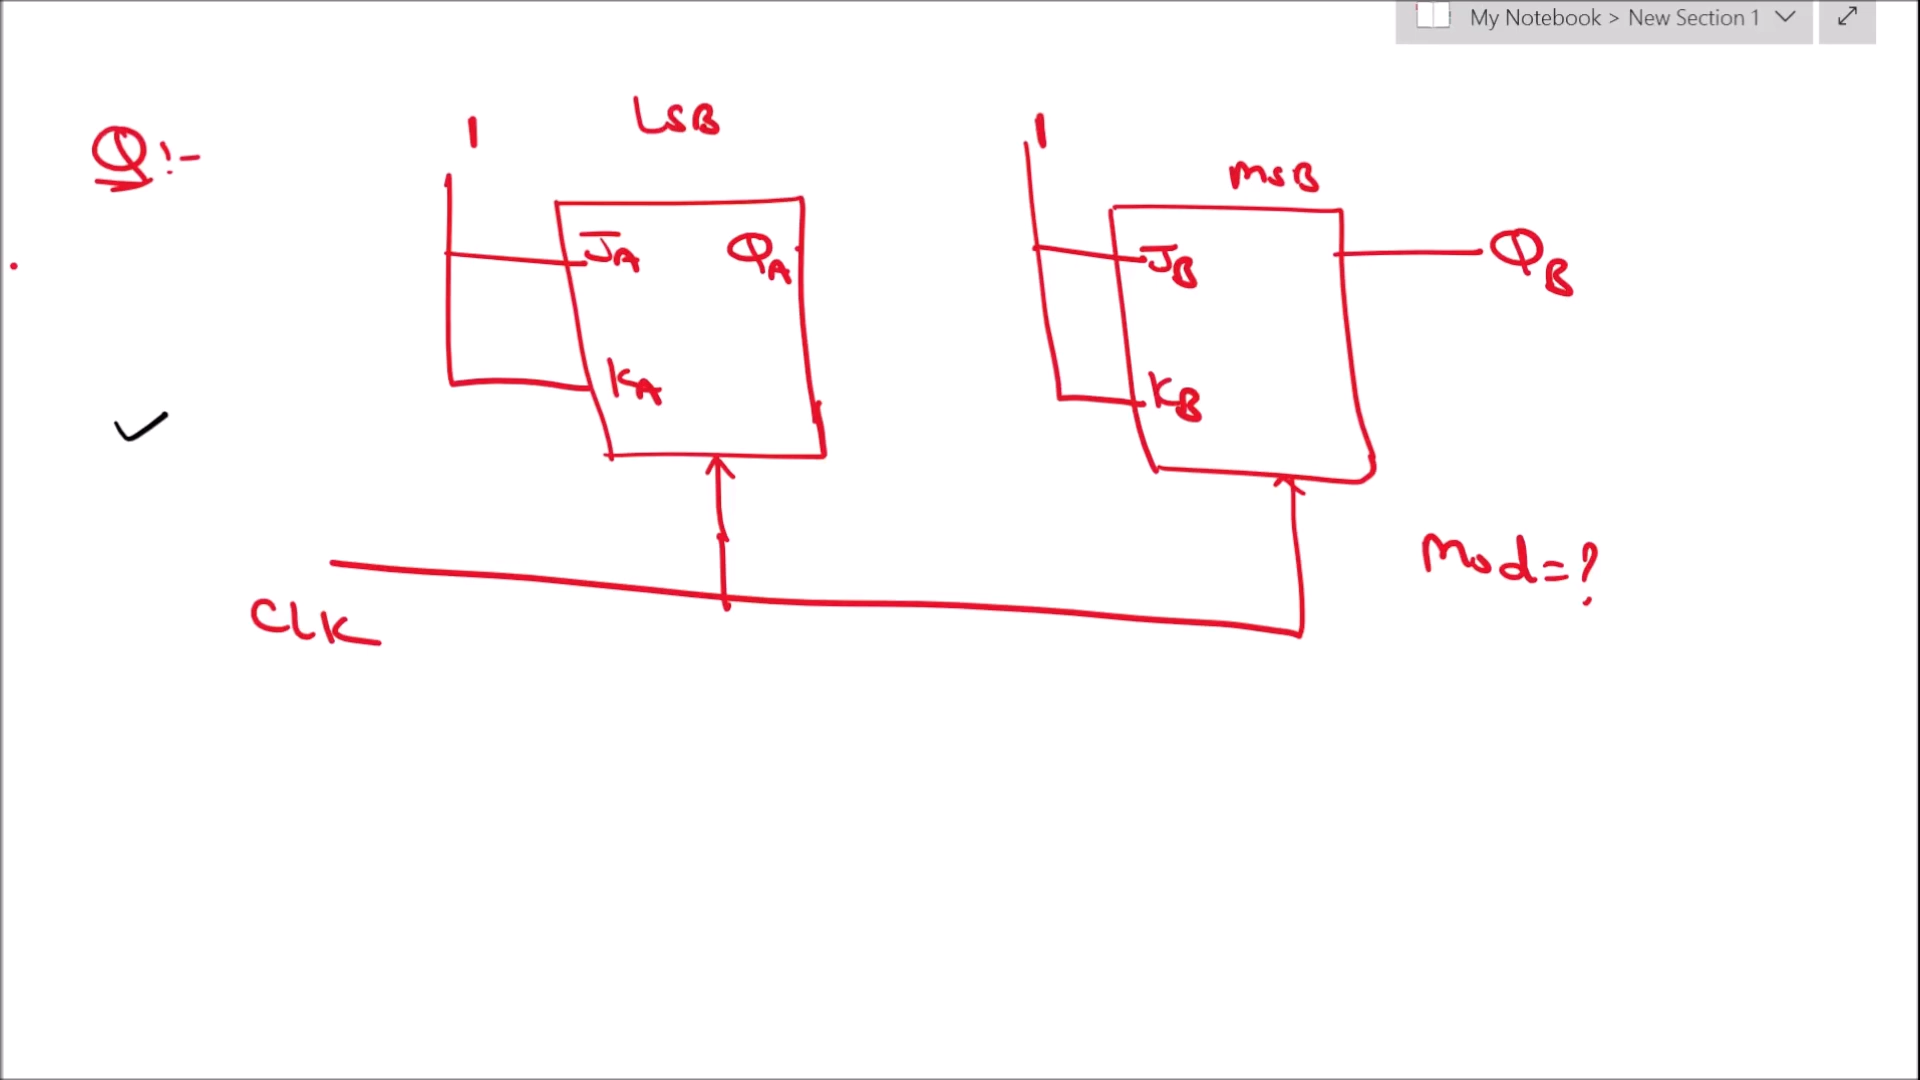 My Notebook > New Section 1
Q:-
1
LSB
1
MSB
JA
QA
JB
QB
KA
KB
Mod=?
CLK